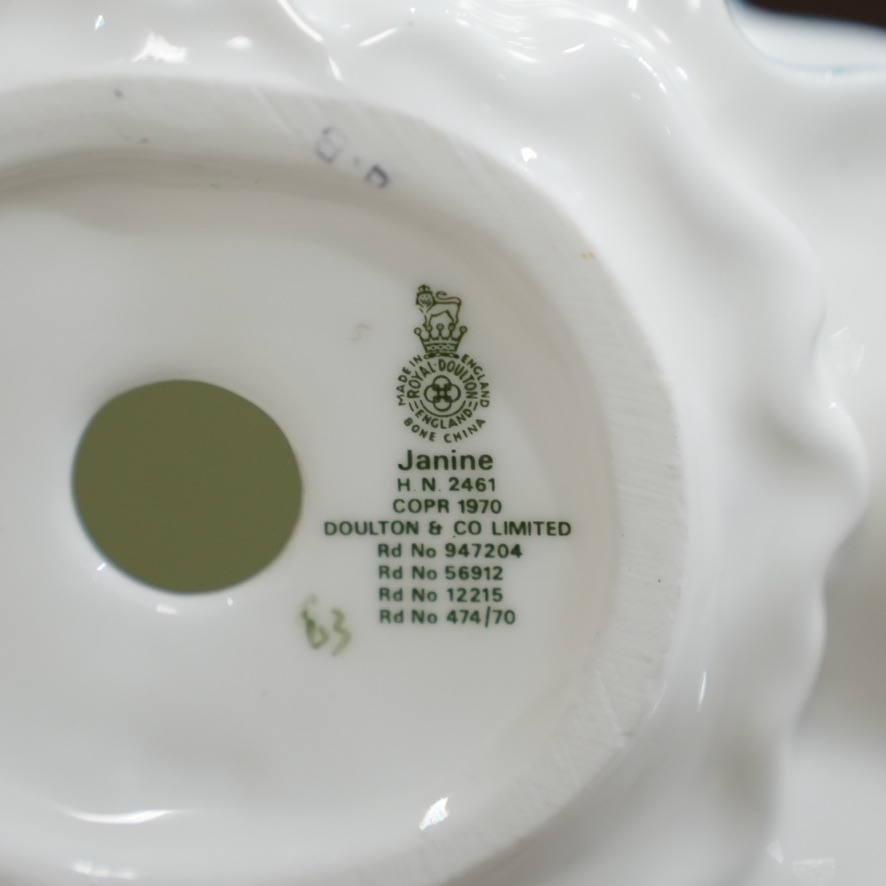 MADE IN ENGLAND
ROYAL·DOULTON
ENGLAND
BONE CHINA
Janine
H.N. 2461
COPR 1970
DOULTON & CO LIMITED
Rd No 947204
Rd No 56912
Rd No 12215
Rd No 474/70